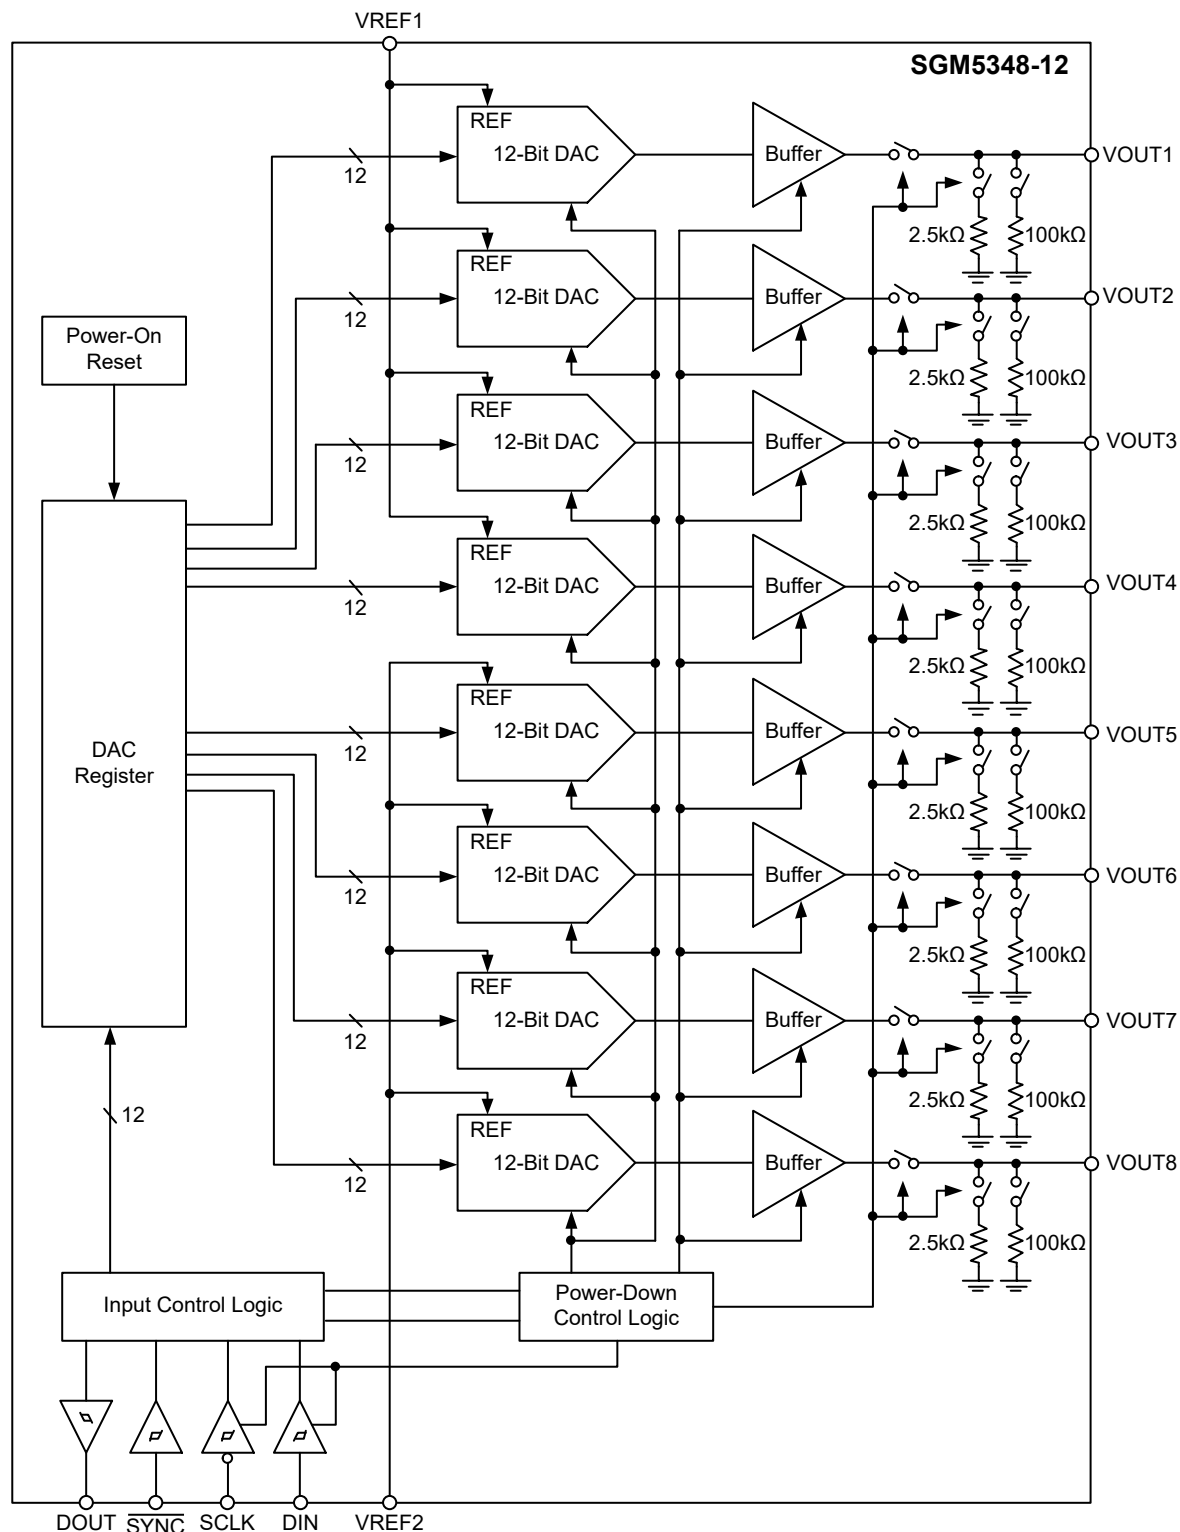 VREF1
SGM5348-12
REF
12-Bit DAC
Buffer
VOUT1
12
2.5kΩ
100kΩ
REF
12-Bit DAC
Buffer
VOUT2
12
Power-On
Reset
2.5kΩ
100kΩ
REF
12-Bit DAC
Buffer
VOUT3
12
2.5kΩ
100kΩ
REF
12-Bit DAC
Buffer
VOUT4
12
2.5kΩ
100kΩ
REF
12-Bit DAC
Buffer
VOUT5
DAC
Register
12
2.5kΩ
100kΩ
REF
12-Bit DAC
Buffer
VOUT6
12
2.5kΩ
100kΩ
REF
12-Bit DAC
Buffer
VOUT7
12
2.5kΩ
100kΩ
12
REF
12-Bit DAC
Buffer
VOUT8
12
2.5kΩ
100kΩ
Input Control Logic
Power-Down
Control Logic
DOUT
SYNC
SCLK
DIN
VREF2